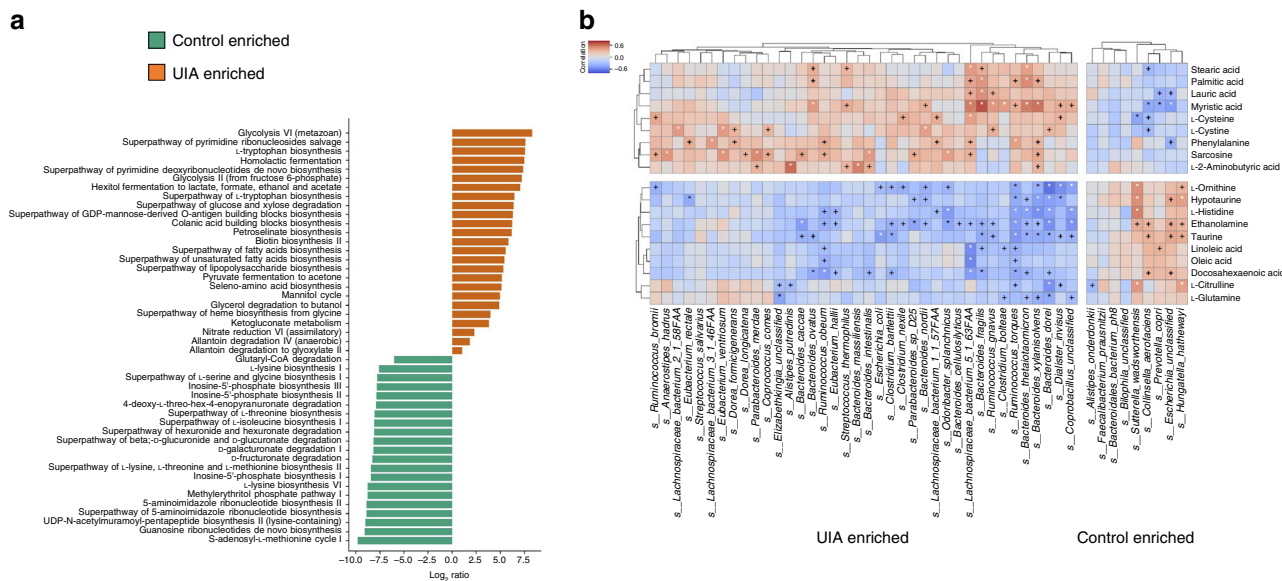 a
Control enriched
UIA enriched
Glycolysis VI (metazoan)
Superpathway of pyrimidine ribonucleosides salvage
L-tryptophan biosynthesis
Homolactic fermentation
Superpathway of pyrimidine deoxyribonucleotides de novo biosynthesis
Glycolysis II (from fructose 6-phosphate)
Hexitol fermentation to lactate, formate, ethanol and acetate
Superpathway of L-tryptophan biosynthesis
Superpathway of glucose and xylose degradation
Superpathway of GDP-mannose-derived O-antigen building blocks biosynthesis
Colanic acid building blocks biosynthesis
Petroselinate biosynthesis
Biotin biosynthesis II
Superpathway of fatty acids biosynthesis
Superpathway of unsaturated fatty acids biosynthesis
Superpathway of lippolysaccharide biosynthesis
Pyruvate fermentation to acetone
Seleno-amino acid biosynthesis
Mannitol cycle
Glycerol degradation to butanol
Superpathway of heme biosynthesis from glycine
Ketogluconate metabolism
Nitrate reduction VI (assimilatory)
Allantoin degradation IV (anaerobic)
Allantoin degradation to glyoxylate II
Glutaryl-CoA degradation
L-lysine biosynthesis I
Superpathway of L-serine and glycine biosynthesis I
Inosine-5'-phosphate biosynthesis III
Inosine-5'-phosphate biosynthesis II
4-deoxy-L-threo-hex-4-enopyranuronate degradation
Superpathway of L-threonine biosynthesis
Superpathway of L-isoleucine biosynthesis I
Superpathway of hexuronide and hexuronate degradation
Superpathway of beta;-D-glucuronide and D-glucuronate degradation
D-galacturonate degradation I
D-fructuronate degradation
Superpathway of L-lysine, L-threonine and L-methionine biosynthesis II
Inosine-5'-phosphate biosynthesis I
L-lysine biosynthesis VI
Methylerythritol phosphate pathway I
5-aminoimidazole ribonucleotide biosynthesis II
Superpathway of 5-aminoimidazole ribonucleotide biosynthesis
UDP-N-acetylmuramoyl-pentapeptide biosynthesis II (lysine-containing)
Guanosine ribonucleotides de novo biosynthesis
S-adenosyl-L-methionine cycle I
−10.0 −7.5 −5.0 −2.5 0.0 2.5 5.0 7.5
Log2 ratio
b
Correlation
0.6
0.0
−0.6
Stearic acid
Palmitic acid
Lauric acid
Myristic acid
L-Cysteine
L-Cystine
Phenylalanine
Sarcosine
L-2-Aminobutyric acid
L-Ornithine
Hypotaurine
L-Histidine
Ethanolamine
Taurine
Linoleic acid
Oleic acid
Docosahexaenoic acid
L-Citrulline
L-Glutamine
s__Ruminococcus_bromii
s__Anaerostipes_hadrus
s__Lachnospiraceae_bacterium_2_1_58FAA
s__Eubacterium_rectale
s__Streptococcus_salivarius
s__Lachnospiraceae_bacterium_3_1_46FAA
s__Eubacterium_ventriosum
s__Dorea_formicigenerans
s__Dorea_longicatena
s__Parabacteroides_merdae
s__Coprococcus_comes
s__Elizabethkingia_unclassified
s__Alistipes_putredinis
s__Bacteroides_caccae
s__Bacteroides_ovatus
s__Ruminococcus_obeum
s__Eubacterium_hallii
s__Streptococcus_thermophilus
s__Bacteroides_massiliensis
s__Bacteroides_intestinalis
s__Escherichia_coli
s__Clostridium_bartlettii
s__Clostridium_nexile
s__Parabacteroides_sp_D25
s__Bacteroides_nordii
s__Lachnospiraceae_bacterium_1_1_57FAA
s__Odoribacter_splanchnicus
s__Bacteroides_cellulosilyticus
s__Lachnospiraceae_bacterium_5_1_63FAA
s__Bacteroides_fragilis
s__Ruminococcus_gnavus
s__Clostridium_bolteae
s__Ruminococcus_torques
s__Bacteroides_thetaiotaomicron
s__Bacteroides_xylanisolvens
s__Bacteroides_dorei
s__Dialister_invisus
s__Coprobacillus_unclassified
s__Alistipes_onderdonkii
s__Faecalibacterium_prausnitzii
s__Bacteroidales_bacterium_ph8
s__Bilophila_unclassified
s__Sutterella_wadsworthensis
s__Collinsella_aerofaciens
s__Prevotella_copri
s__Escherichia_unclassified
s__Hungatella_hathewayi
UIA enriched
Control enriched